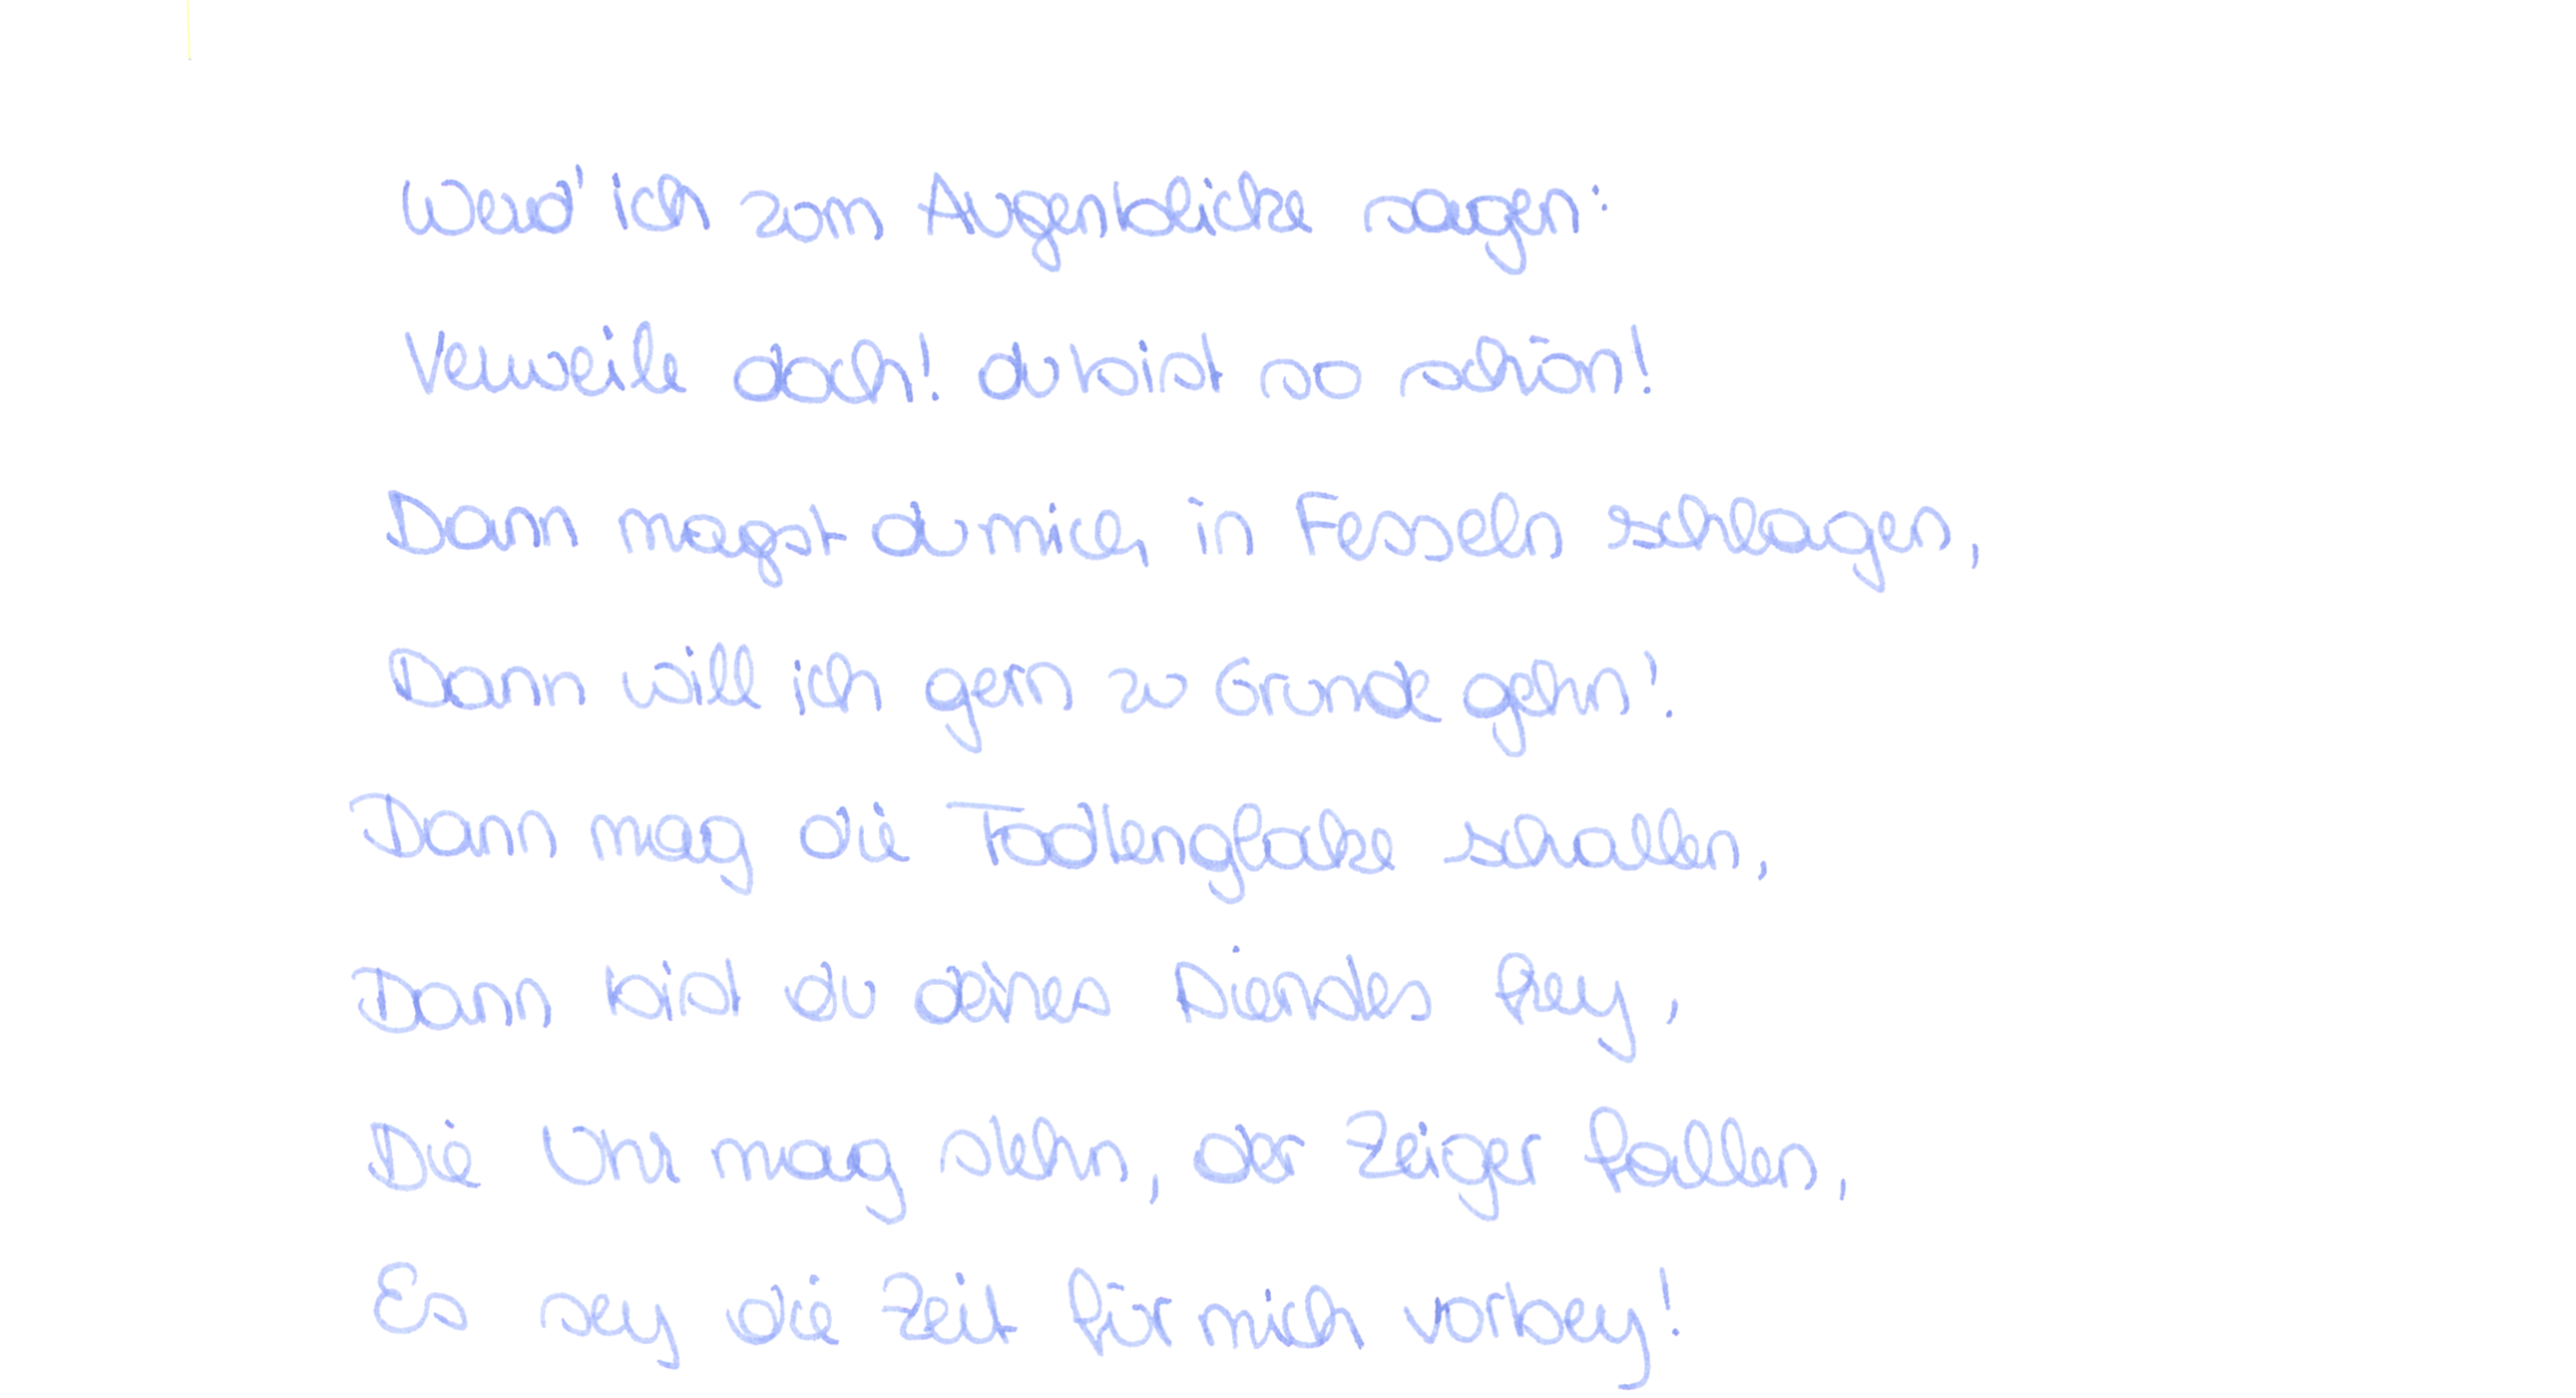 Werd' ich zum Augenblicke sagen:
Verweile doch! du bist so schön!
Dann magst du mich in Fesseln schlagen,
Dann will ich gern zu Grunde gehn!
Dann mag die Todtenglocke schallen,
Dann bist du deines Dienstes frey,
Die Uhr mag stehn, der Zeiger fallen,
Es sey die Zeit für mich vorbey!